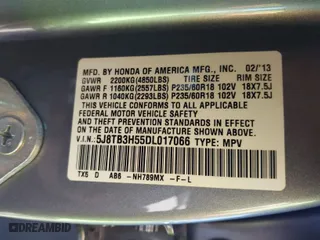 MFD. BY HONDA OF AMERICA MFG., INC. 02/'13
GVWR 2200KG(4850LBS) TIRE SIZE RIM SIZE
GAWR F 1160KG(2557LBS) P235/60R18 102V 18X7.5J
GAWR R 1040KG(2293LBS) P235/60R18 102V 18X7.5J
THIS VEHICLE CONFORMS TO ALL APPLICABLE
FEDERAL MOTOR VEHICLE SAFETY AND
THEFT PREVENTION STANDARDS IN EFFECT ON
THE DATE OF MANUFACTURE SHOWN ABOVE.
V.I.N.: 5J8TB3H55DL017066 TYPE: MPV
TX5 D AB6 -NH789MX -F-L